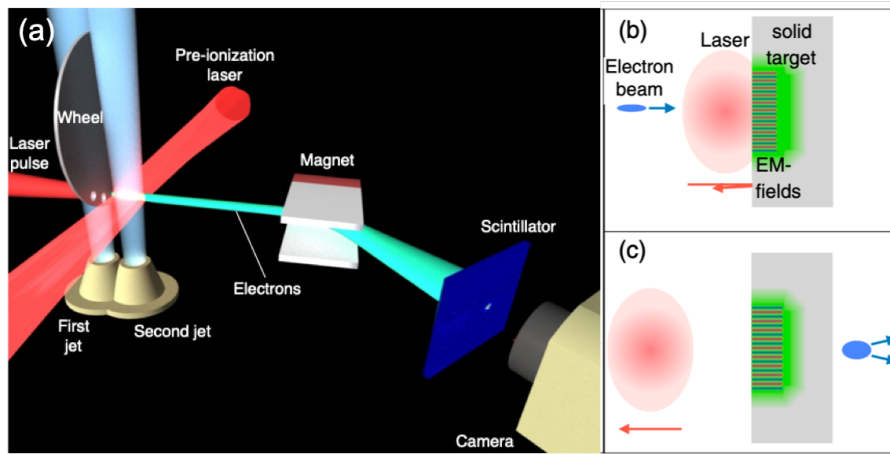 (a)
Pre-ionization
laser
Wheel
Laser
pulse
Magnet
Scintillator
Electrons
First
jet
Second jet
Camera
(b)
Laser
solid
target
Electron
beam
EM-
fields
(c)